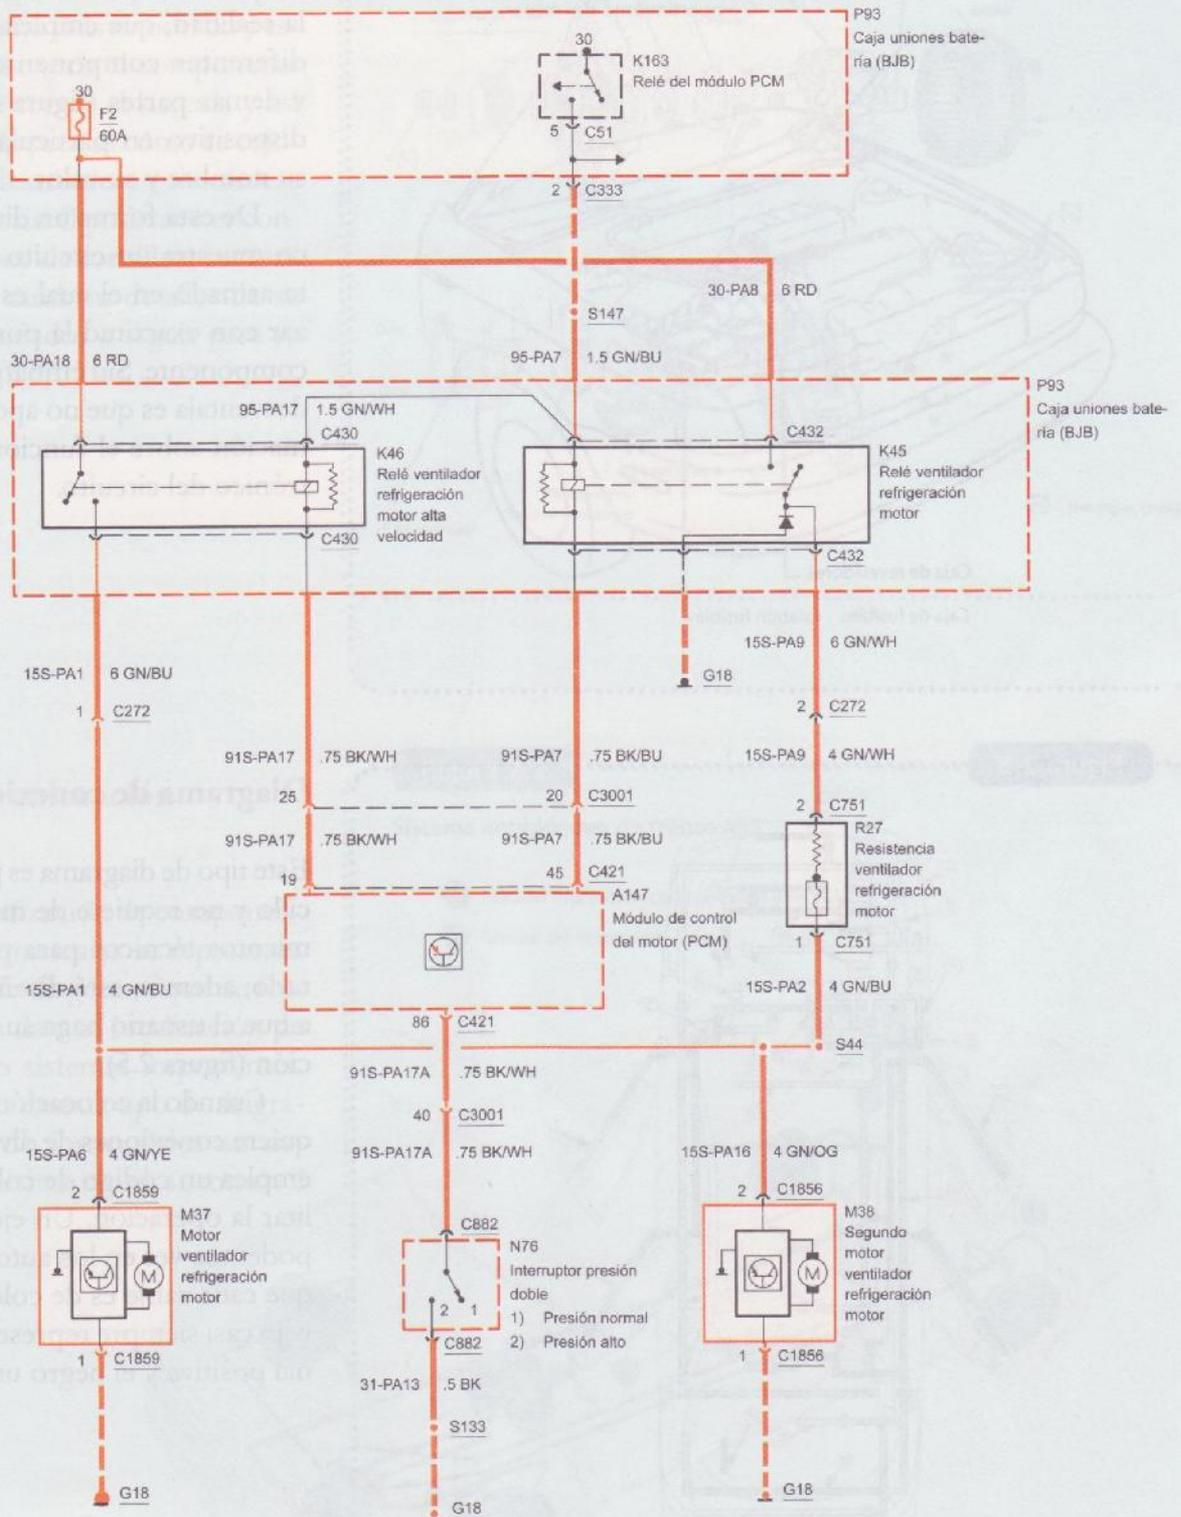 P93
Caja uniones bate-
ría (BJB)
30
K163
Relé del módulo PCM
30
F2
60A
5 C51
2 C333
30-PA8 6 RD
S147
30-PA18 6 RD
95-PA7 1.5 GN/BU
P93
Caja uniones bate-
ría (BJB)
95-PA17 1.5 GN/WH
C430
C432
K46
Relé ventilador
refrigeración
motor alta
velocidad
K45
Relé ventilador
refrigeración
motor
C430
C432
15S-PA9 6 GN/WH
15S-PA1 6 GN/BU
G18
1 C272
2 C272
91S-PA17 .75 BK/WH
91S-PA7 .75 BK/BU
15S-PA9 4 GN/WH
25
20 C3001
2 C751
R27
Resistencia
ventilador
refrigeración
motor
91S-PA17 .75 BK/WH
91S-PA7 .75 BK/BU
19
45 C421
A147
Módulo de control
del motor (PCM)
1 C751
15S-PA1 4 GN/BU
15S-PA2 4 GN/BU
86 C421
S44
91S-PA17A .75 BK/WH
40 C3001
15S-PA6 4 GN/YE
91S-PA17A .75 BK/WH
15S-PA16 4 GN/OG
2 C1859
2 C1856
M37
Motor
ventilador
refrigeración
motor
M
C882
N76
Interruptor presión
doble
1) Presión normal
2) Presión alto
2 1
M38
Segundo
motor
ventilador
refrigeración
motor
M
1 C1859
C882
1 C1856
31-PA13 .5 BK
S133
G18
G18
G18